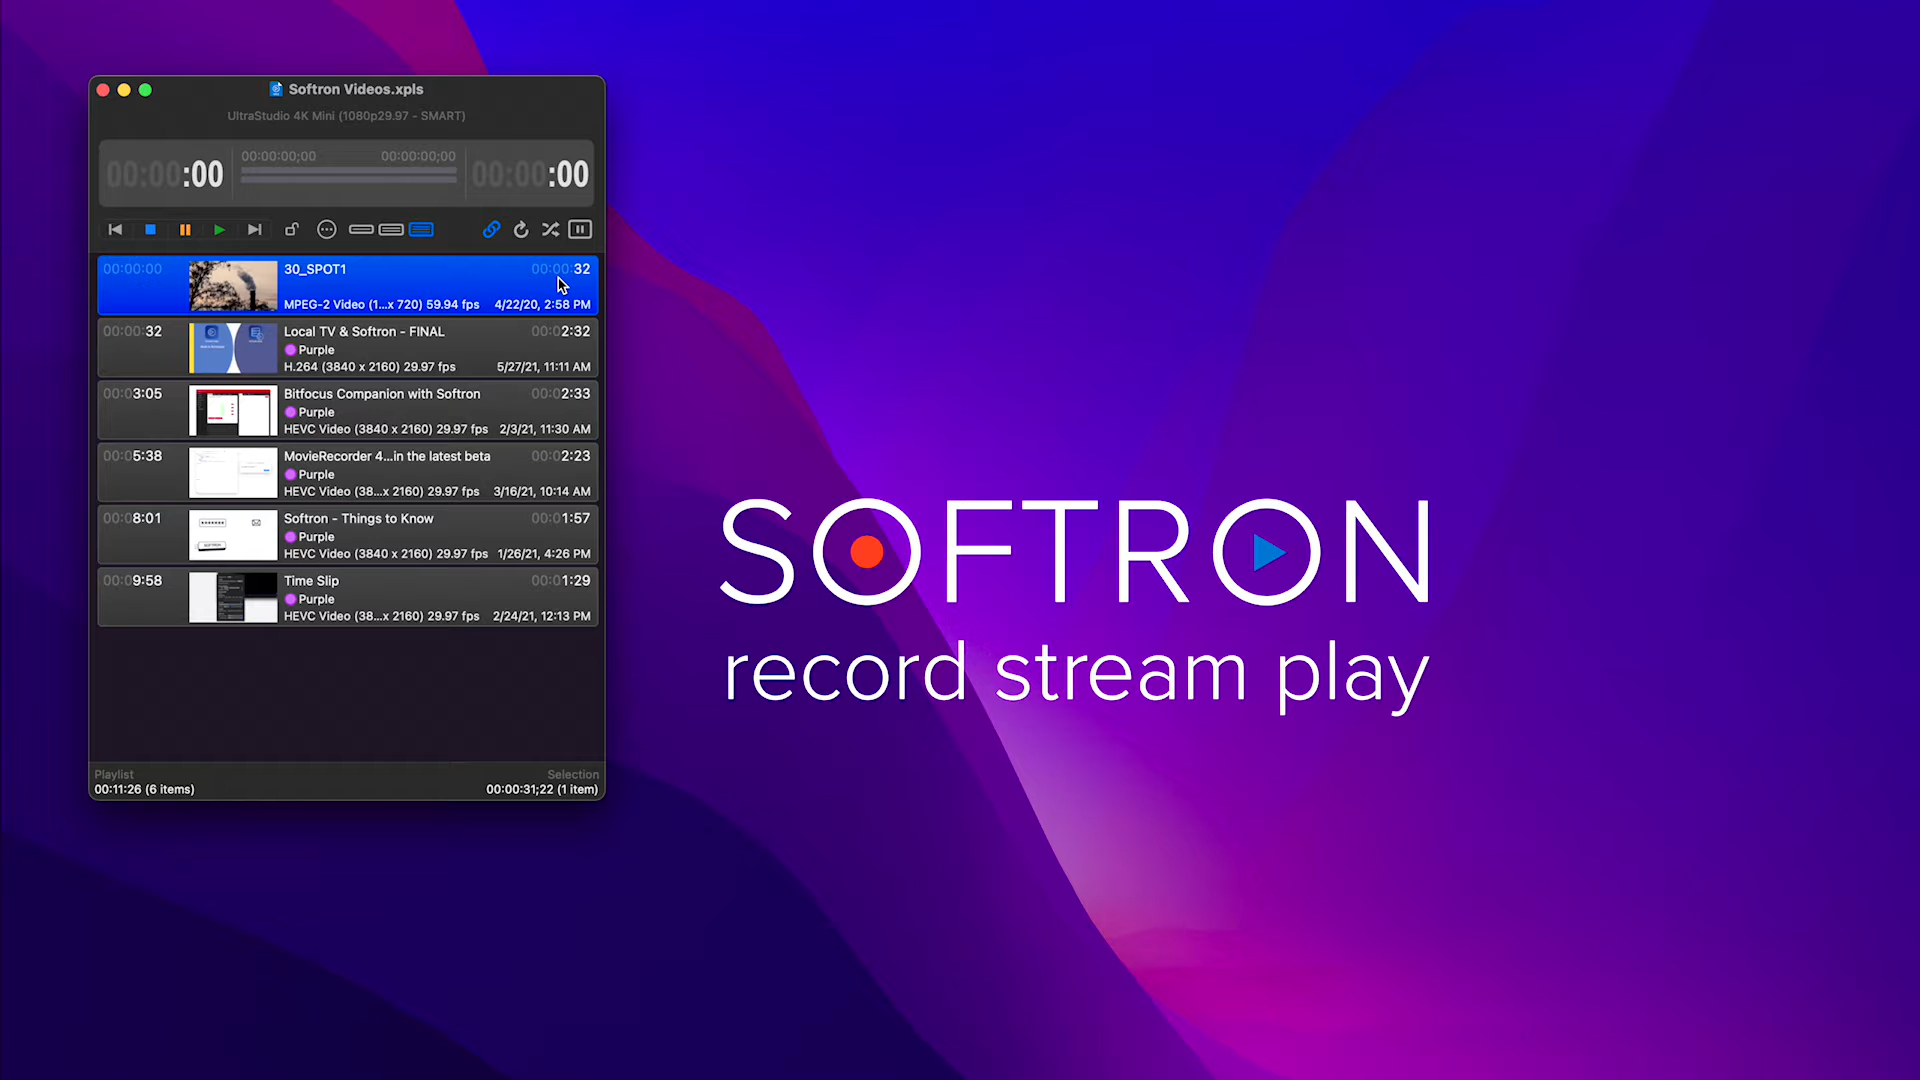 Softron Videos.xpls
UltraStudio 4K Mini (1080p29.97 - SMART)
00:00:00
00:00:00;00
00:00:00;00
00:00:00
00:00:00
30_SPOT1
00:00:32
MPEG-2 Video (1...x 720) 59.94 fps
4/22/20, 2:58 PM
00:00:32
Local TV & Softron - FINAL
00:02:32
Purple
H.264 (3840 x 2160) 29.97 fps
5/27/21, 11:11 AM
00:03:05
Bitfocus Companion with Softron
00:02:33
Purple
HEVC Video (3840 x 2160) 29.97 fps
2/3/21, 11:30 AM
00:05:38
MovieRecorder 4...in the latest beta
00:02:23
Purple
HEVC Video (38...x 2160) 29.97 fps
3/16/21, 10:14 AM
00:08:01
Softron - Things to Know
00:01:57
Purple
HEVC Video (3840 x 2160) 29.97 fps
1/26/21, 4:26 PM
00:09:58
Time Slip
00:01:29
Purple
HEVC Video (38...x 2160) 29.97 fps
2/24/21, 12:13 PM
Playlist
00:11:26 (6 items)
Selection
00:00:31;22 (1 item)
SOFTRON
record stream play